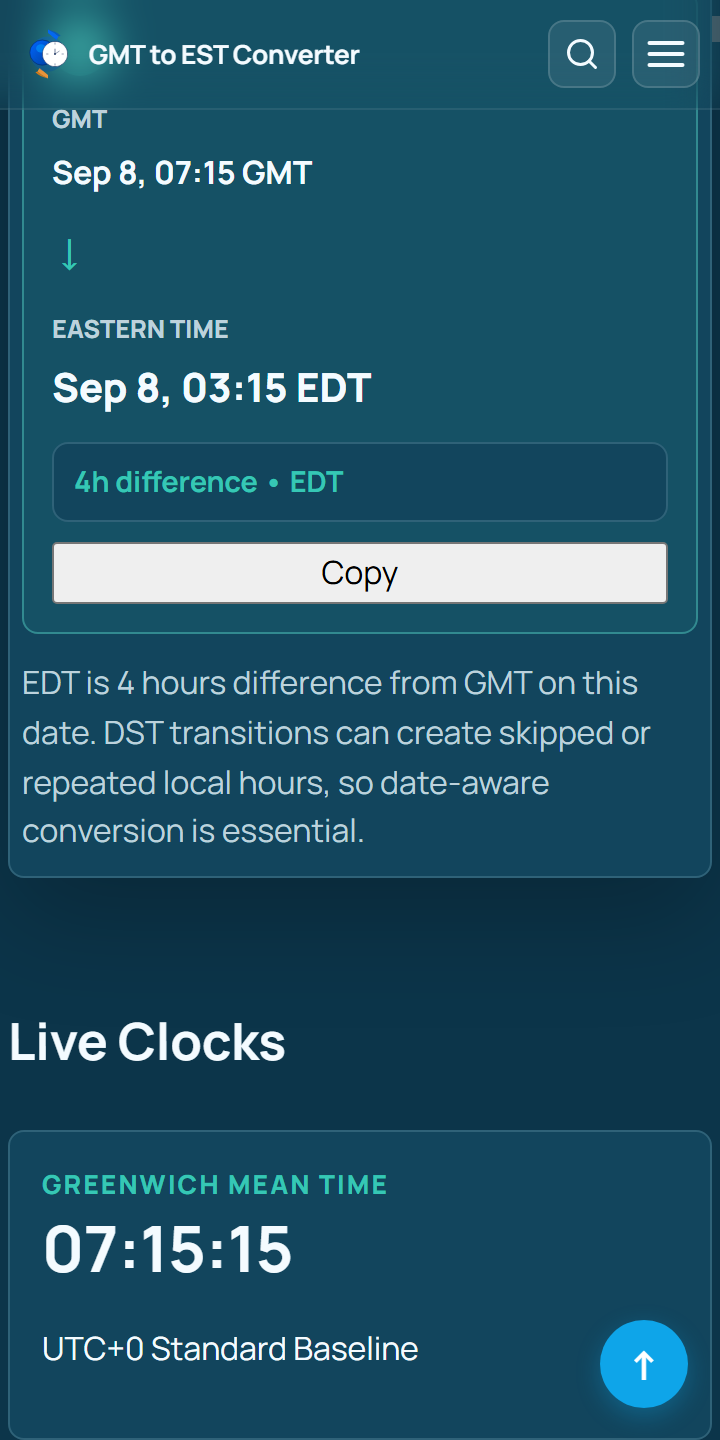 GMT to EST Converter
GMT
Sep 8, 07:15 GMT
↓
EASTERN TIME
Sep 8, 03:15 EDT
4h difference • EDT
Copy
EDT is 4 hours difference from GMT on this
date. DST transitions can create skipped or
repeated local hours, so date-aware
conversion is essential.
Live Clocks
GREENWICH MEAN TIME
07:15:15
UTC+0 Standard Baseline
↑